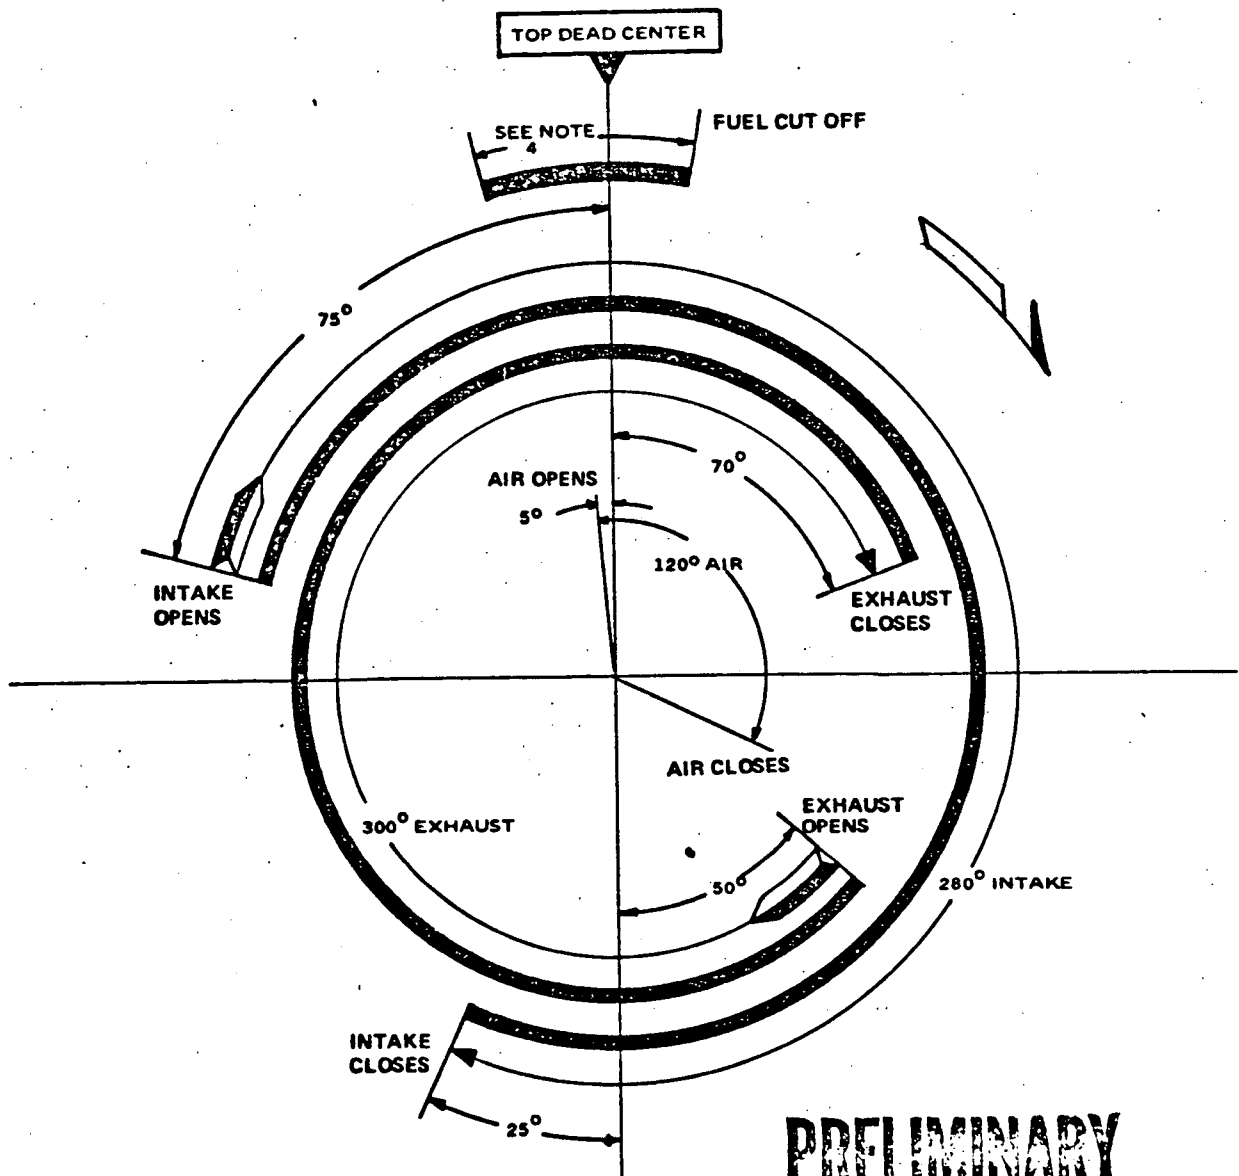 TOP DEAD CENTER
SEE NOTE
4
FUEL CUT OFF
75°
70°
AIR OPENS
5°
120° AIR
INTAKE
OPENS
EXHAUST
CLOSES
AIR CLOSES
EXHAUST
OPENS
300° EXHAUST
50°
280° INTAKE
INTAKE
CLOSES
25°
PRELIMINARY